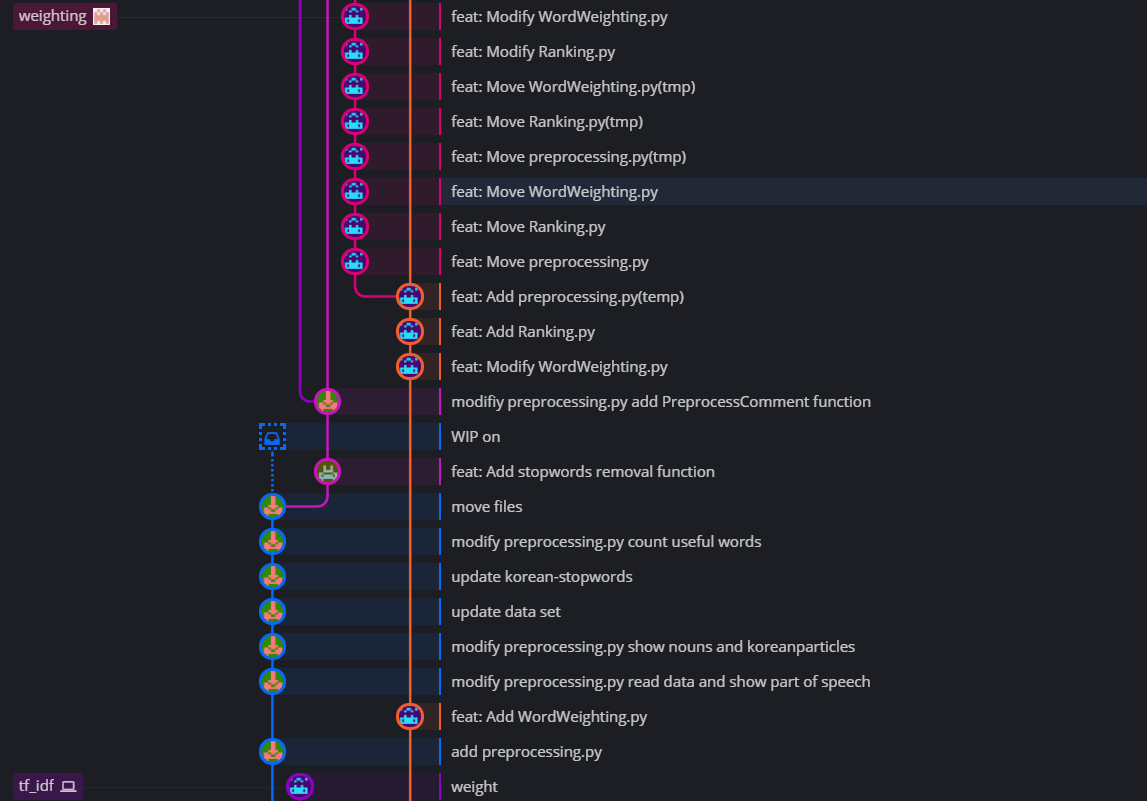 weighting feat: Modify WordWeighting.py
feat: Modify Ranking.py
feat: Move WordWeighting.py(tmp)
feat: Move Ranking.py(tmp)
feat: Move preprocessing.py(tmp)
feat: Move WordWeighting.py
feat: Move Ranking.py
feat: Move preprocessing.py
feat: Add preprocessing.py(temp)
feat: Add Ranking.py
feat: Modify WordWeighting.py
modifiy preprocessing.py add PreprocessComment function
WIP on
feat: Add stopwords removal function
move files
modify preprocessing.py count useful words
update korean-stopwords
update data set
modify preprocessing.py show nouns and koreanparticles
modify preprocessing.py read data and show part of speech
feat: Add WordWeighting.py
add preprocessing.py
tf_idf weight